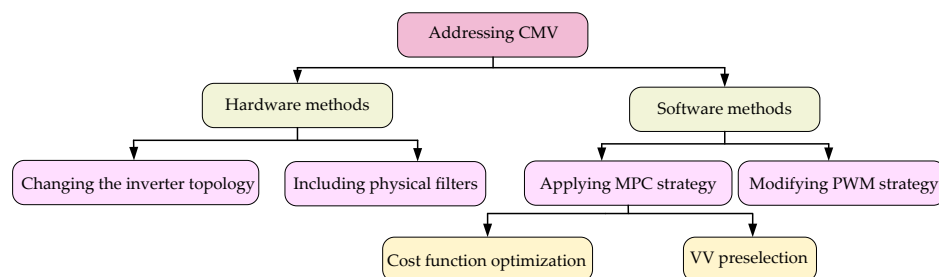 Addressing CMV
Hardware methods
Software methods
Changing the inverter topology
Including physical filters
Applying MPC strategy
Modifying PWM strategy
Cost function optimization
VV preselection